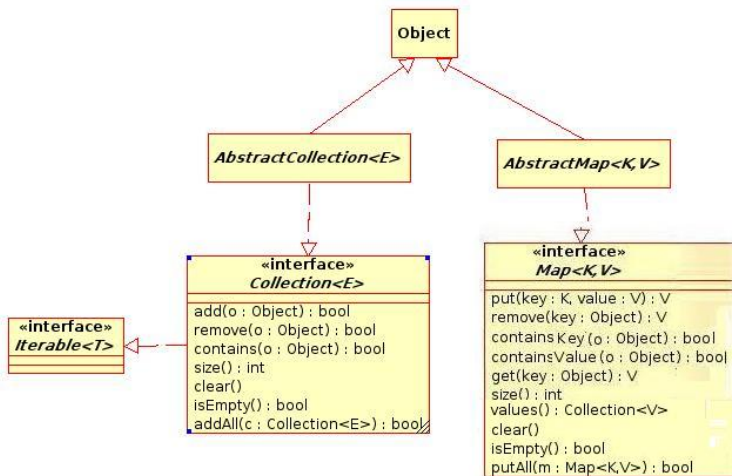 Object
AbstractCollection<E>
AbstractMap<K,V>
«interface»
Collection<E>
add(o : Object) : bool
remove(o : Object) : bool
contains(o : Object) : bool
size() : int
clear()
isEmpty() : bool
addAll(c : Collection<E>) : bool
«interface»
Iterable<T>
«interface»
Map<K,V>
put(key : K, value : V) : V
remove(key : Object) : V
containsKey(o : Object) : bool
containsValue(o : Object) : bool
get(key : Object) : V
size() : int
values() : Collection<V>
clear()
isEmpty() : bool
putAll(m : Map<K,V>) : bool